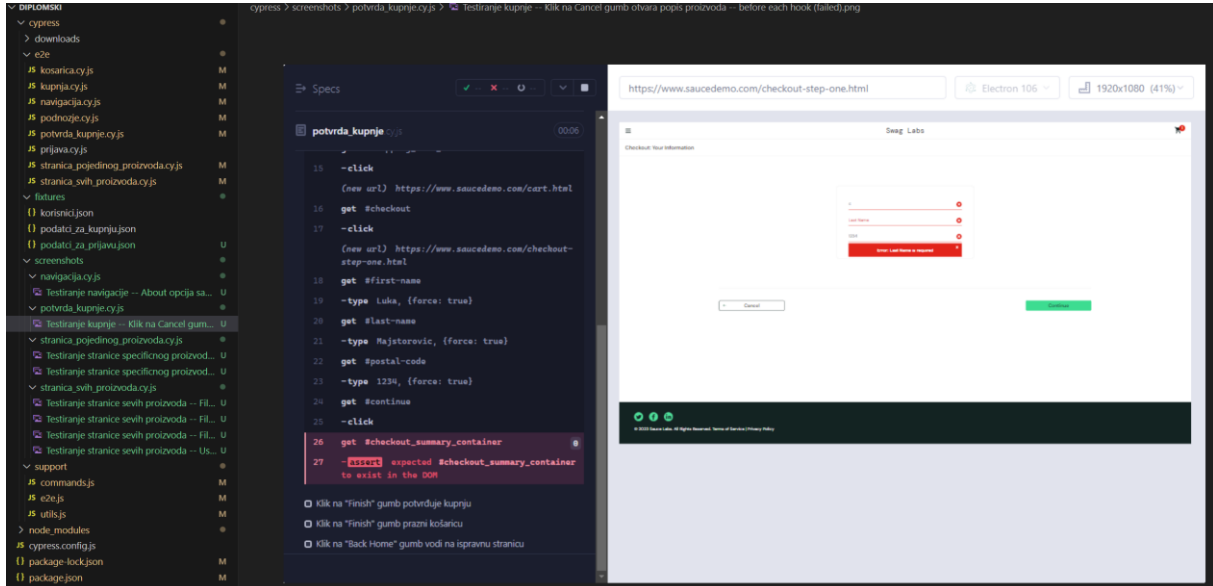 DIPLOMSKI
cypress
downloads
e2e
JS kosarica.cy.js M
JS kupnja.cy.js M
JS navigacija.cy.js M
JS podnozje.cy.js M
JS potvrda_kupnje.cy.js M
JS prijava.cy.js
JS stranica_pojedinog_proizvoda.cy.js M
JS stranica_svih_proizvoda.cy.js M
fixtures
{} korisnici.json
{} podatci_za_kupnju.json
{} podatci_za_prijavu.json U
screenshots
navigacija.cy.js
Testiranje navigacije -- About opcija sa... U
potvrda_kupnje.cy.js
Testiranje kupnje -- Klik na Cancel gum... U
stranica_pojedinog_proizvoda.cy.js
Testiranje stranice specificnog proizvod... U
Testiranje stranice specificnog proizvod... U
stranica_svih_proizvoda.cy.js
Testiranje stranice sevih proizvoda -- Fil... U
Testiranje stranice sevih proizvoda -- Fil... U
Testiranje stranice sevih proizvoda -- Fil... U
Testiranje stranice sevih proizvoda -- Us... U
support
JS commands.js M
JS e2e.js M
JS utils.js M
node_modules
JS cypress.config.js
{} package-lock.json M
{} package.json M
cypress > screenshots > potvrda_kupnje.cy.js > Testiranje kupnje -- Klik na Cancel gumb otvara popis proizvoda -- before each hook (failed).png
Specs
potvrda_kupnje.cy.js 00:06
15 -click
(new url) https://www.saucedemo.com/cart.html
16 get #checkout
17 -click
(new url) https://www.saucedemo.com/checkout-
step-one.html
18 get #first-name
19 -type Luka, {force: true}
20 get #last-name
21 -type Majstorovic, {force: true}
22 get #postal-code
23 -type 1234, {force: true}
24 get #continue
25 -click
26 get #checkout_summary_container
27 -assert expected #checkout_summary_container
to exist in the DOM
Klik na "Finish" gumb potvrđuje kupnju
Klik na "Finish" gumb prazni košaricu
Klik na "Back Home" gumb vodi na ispravnu stranicu
https://www.saucedemo.com/checkout-step-one.html
Electron 106
1920x1080 (41%)
Swag Labs
Checkout: Your Information
Last Name
Error: Last Name is required
Cancel
Continue
© 2023 Sauce Labs. All Rights Reserved. Terms of Service | Privacy Policy